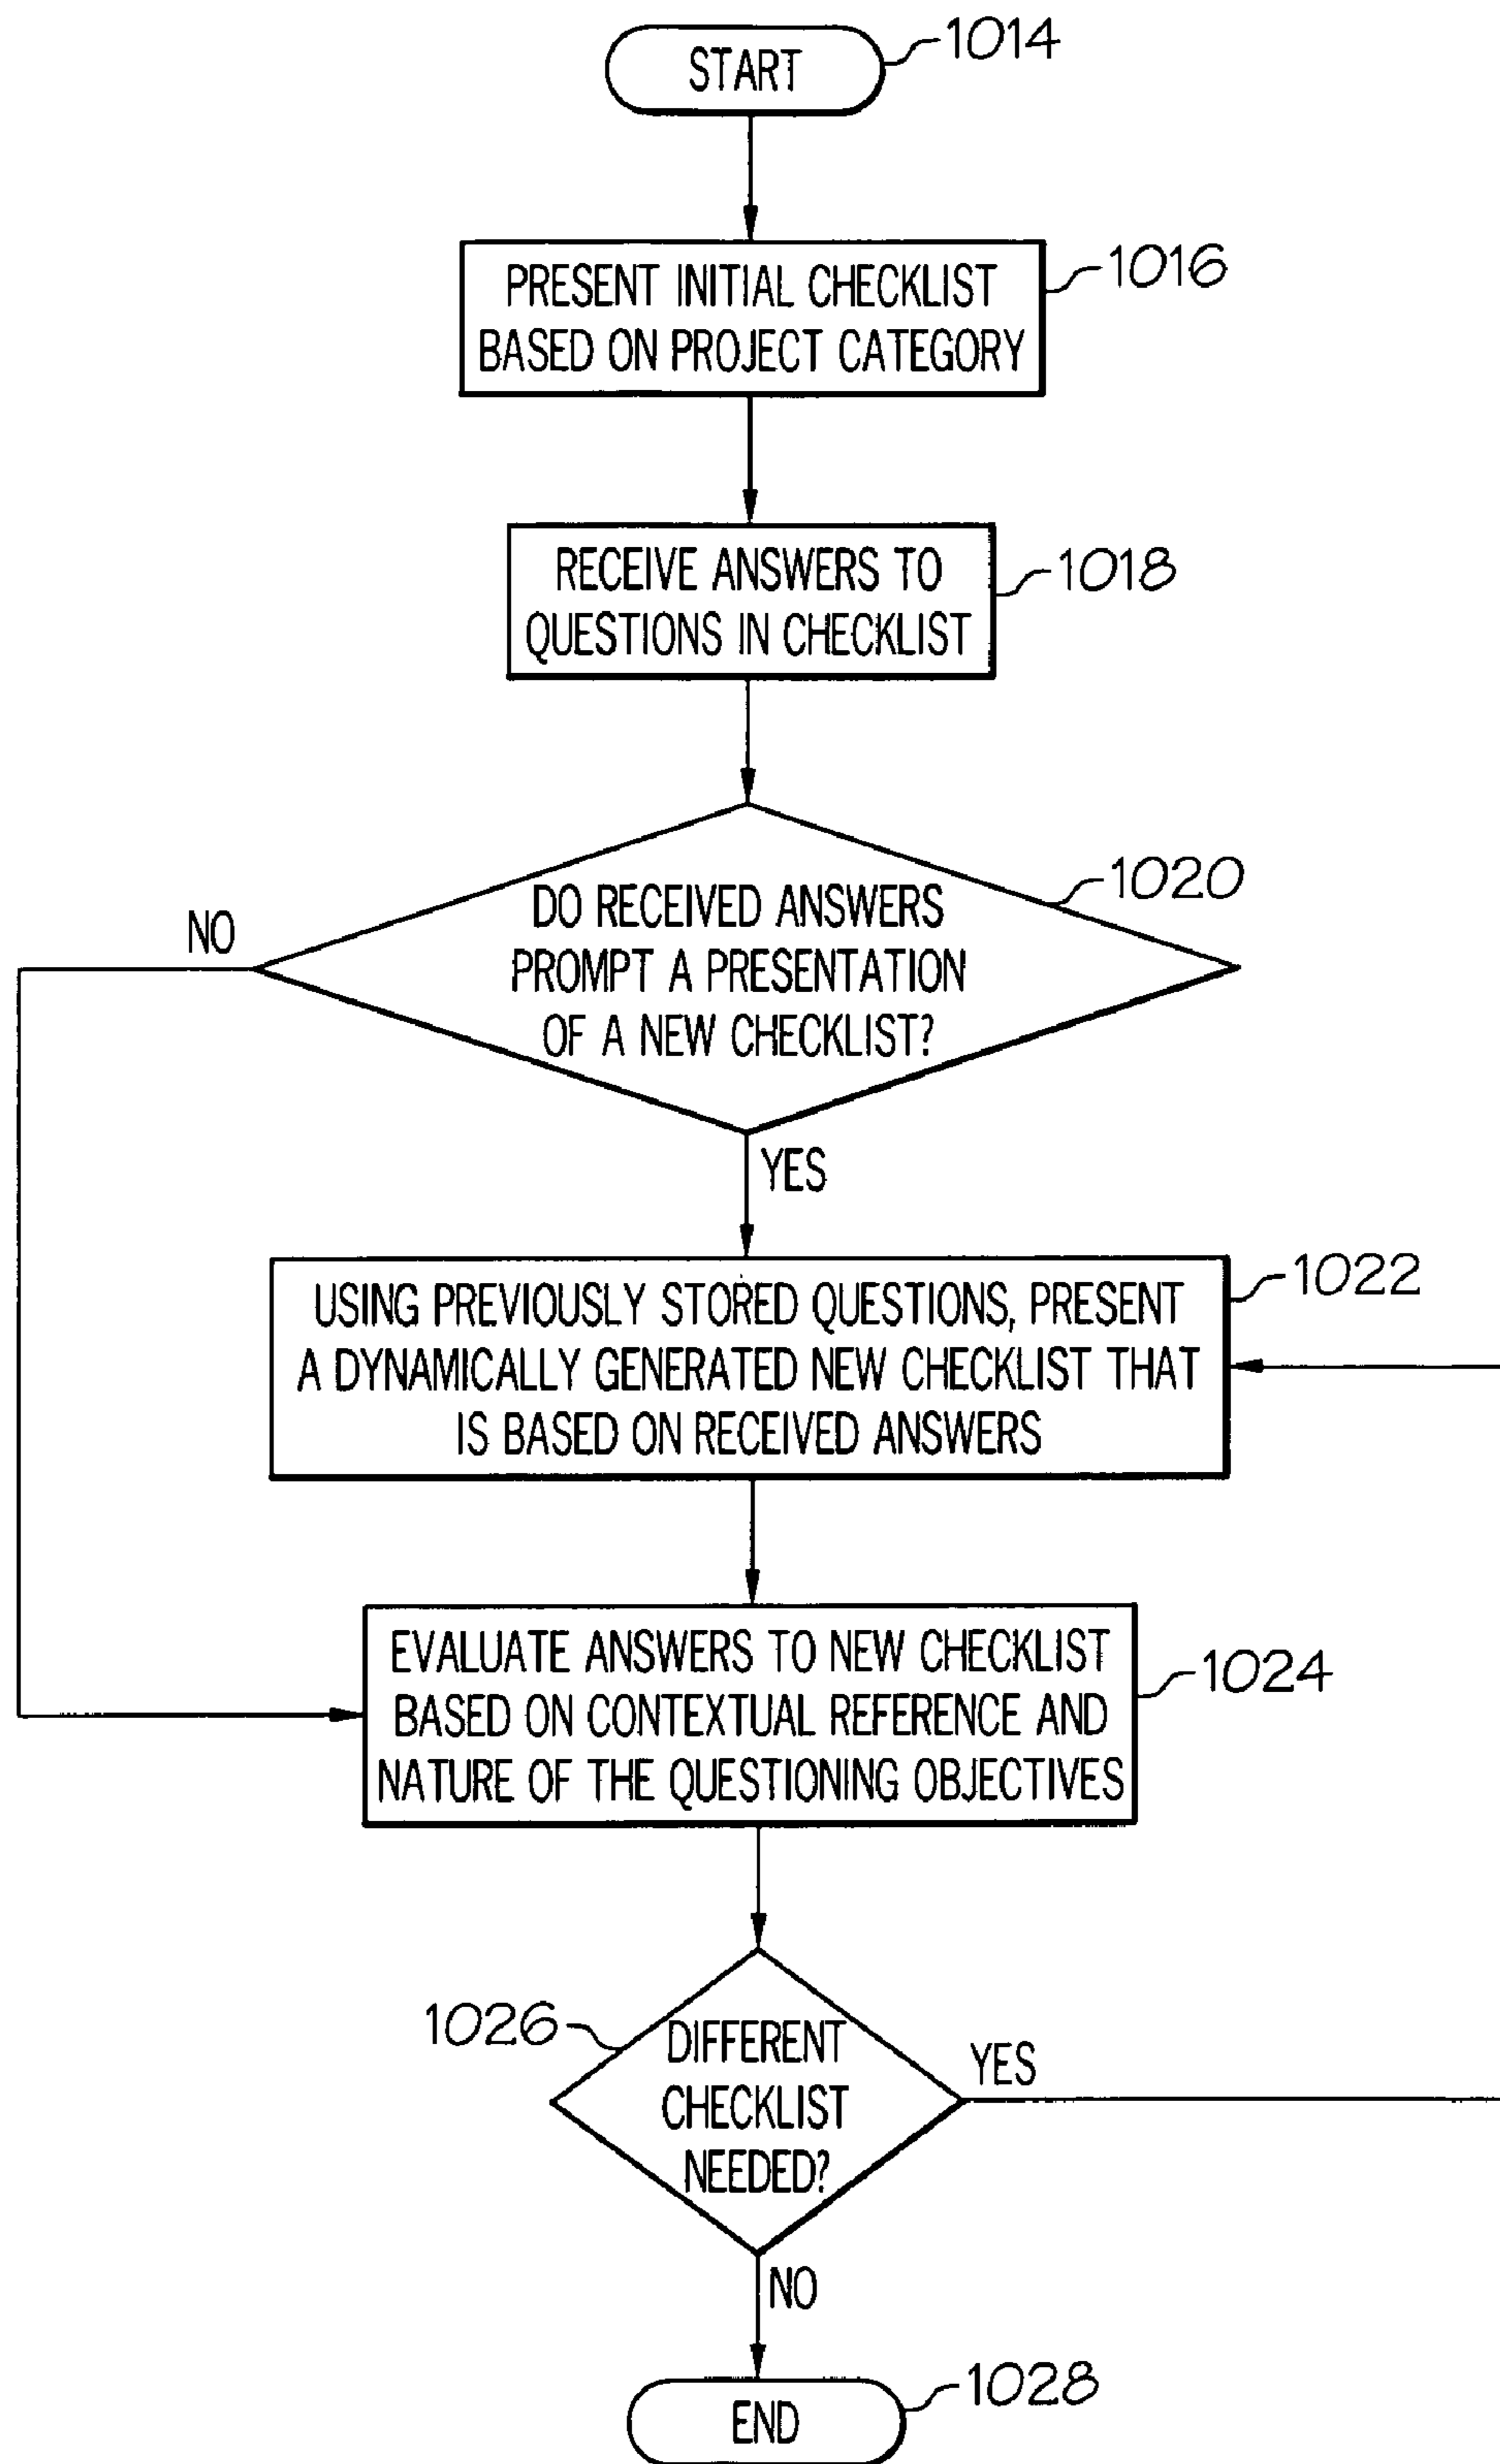 START
1014
PRESENT INITIAL CHECKLIST
BASED ON PROJECT CATEGORY
1016
RECEIVE ANSWERS TO
QUESTIONS IN CHECKLIST
1018
DO RECEIVED ANSWERS
PROMPT A PRESENTATION
OF A NEW CHECKLIST?
1020
NO
YES
USING PREVIOUSLY STORED QUESTIONS, PRESENT
A DYNAMICALLY GENERATED NEW CHECKLIST THAT
IS BASED ON RECEIVED ANSWERS
1022
EVALUATE ANSWERS TO NEW CHECKLIST
BASED ON CONTEXTUAL REFERENCE AND
NATURE OF THE QUESTIONING OBJECTIVES
1024
1026
DIFFERENT
CHECKLIST
NEEDED?
YES
NO
END
1028